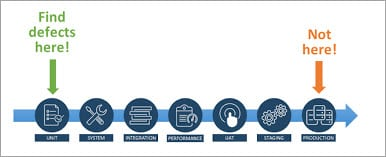 Find
defects
here!
Not
here!
UNIT
SYSTEM
INTEGRATION
PERFORMANCE
UAT
STAGING
PRODUCTION